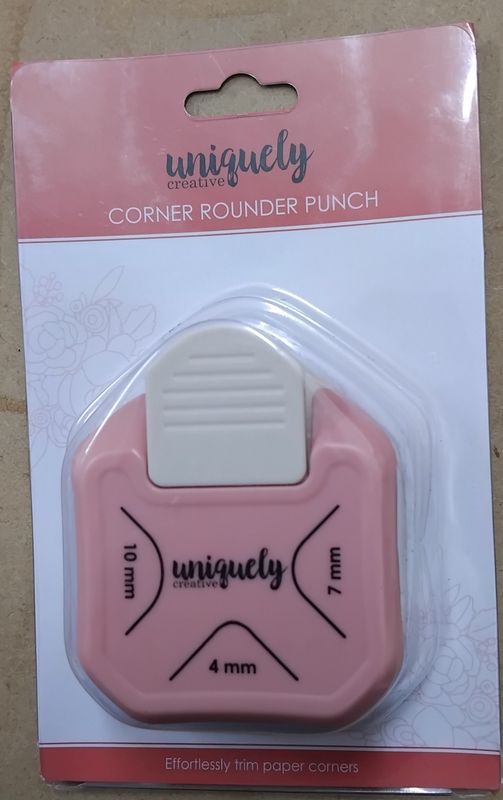 uniquely
creative
CORNER ROUNDER PUNCH
10 mm
uniquely
creative
7 mm
4 mm
Effortlessly trim paper corners